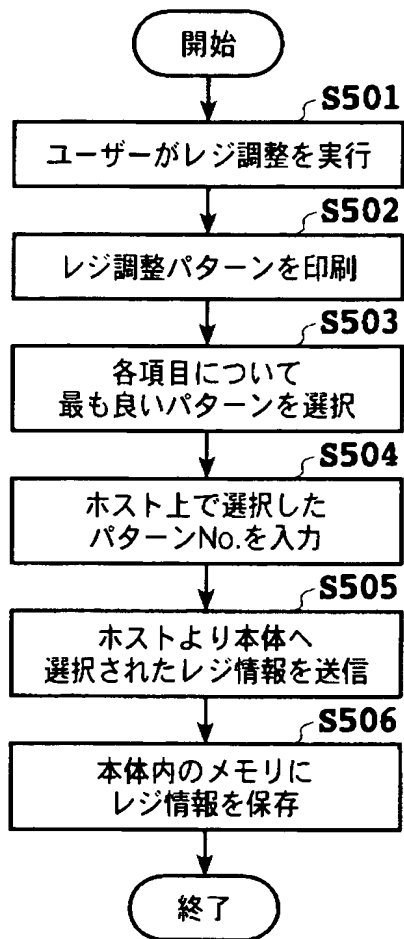 開始
S501
ユーザーがレジ調整を実行
S502
レジ調整パターンを印刷
S503
各項目について
最も良いパターンを選択
S504
ホスト上で選択した
パターンNo.を入力
S505
ホストより本体へ
選択されたレジ情報を送信
S506
本体内のメモリに
レジ情報を保存
終了